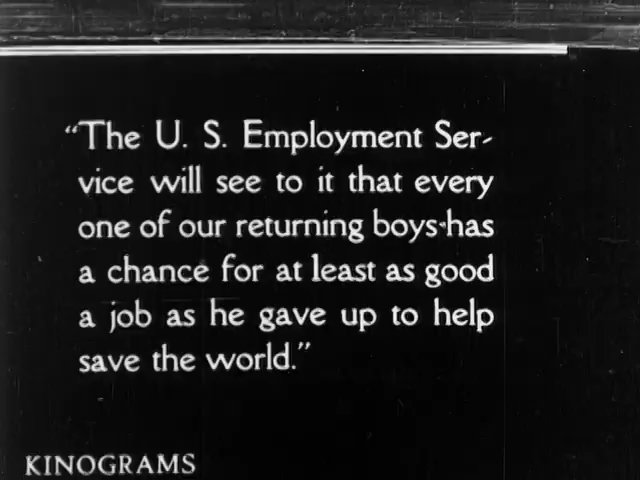 "The U. S. Employment Ser-
vice will see to it that every
one of our returning boys has
a chance for at least as good
a job as he gave up to help
save the world."
KINOGRAMS